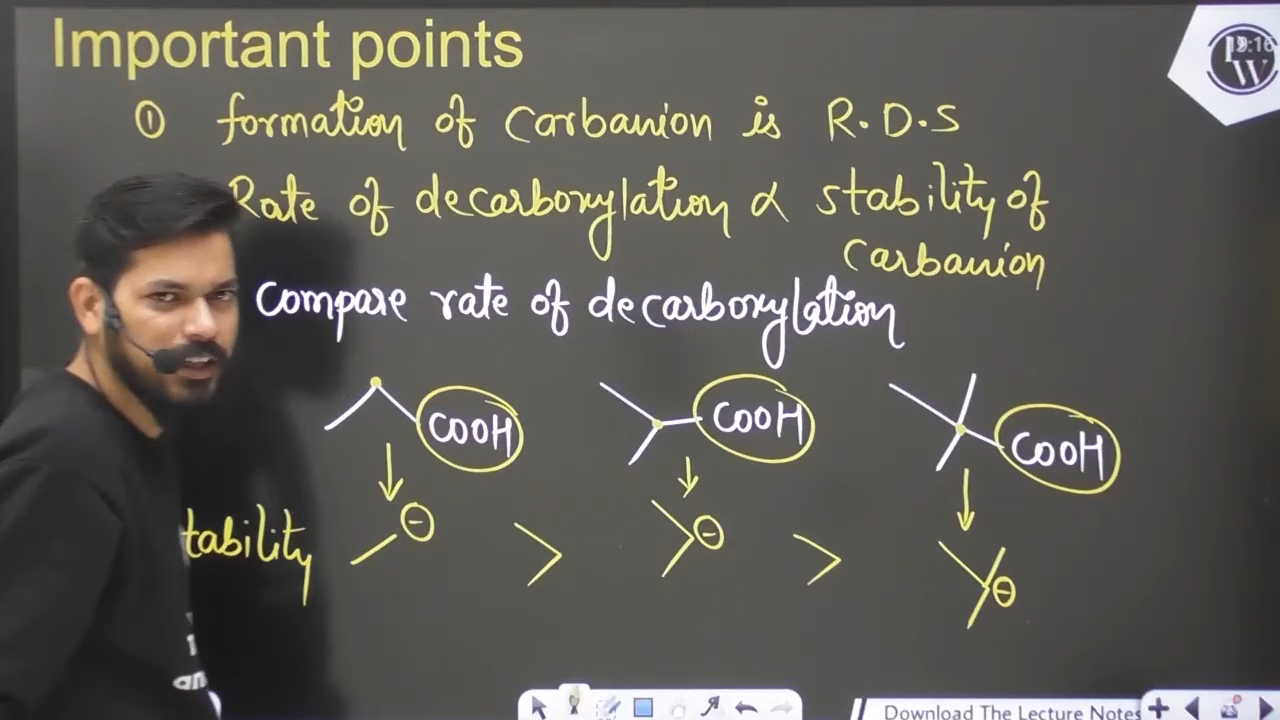 Important points
① formation of carbanion is R.D.S
Rate of decarboxylation ∝ stability of
carbanion
compare rate of decarboxylation
COOH COOH COOH
tability ⊖ > ⊖ > ⊖
Download The Lecture Notes